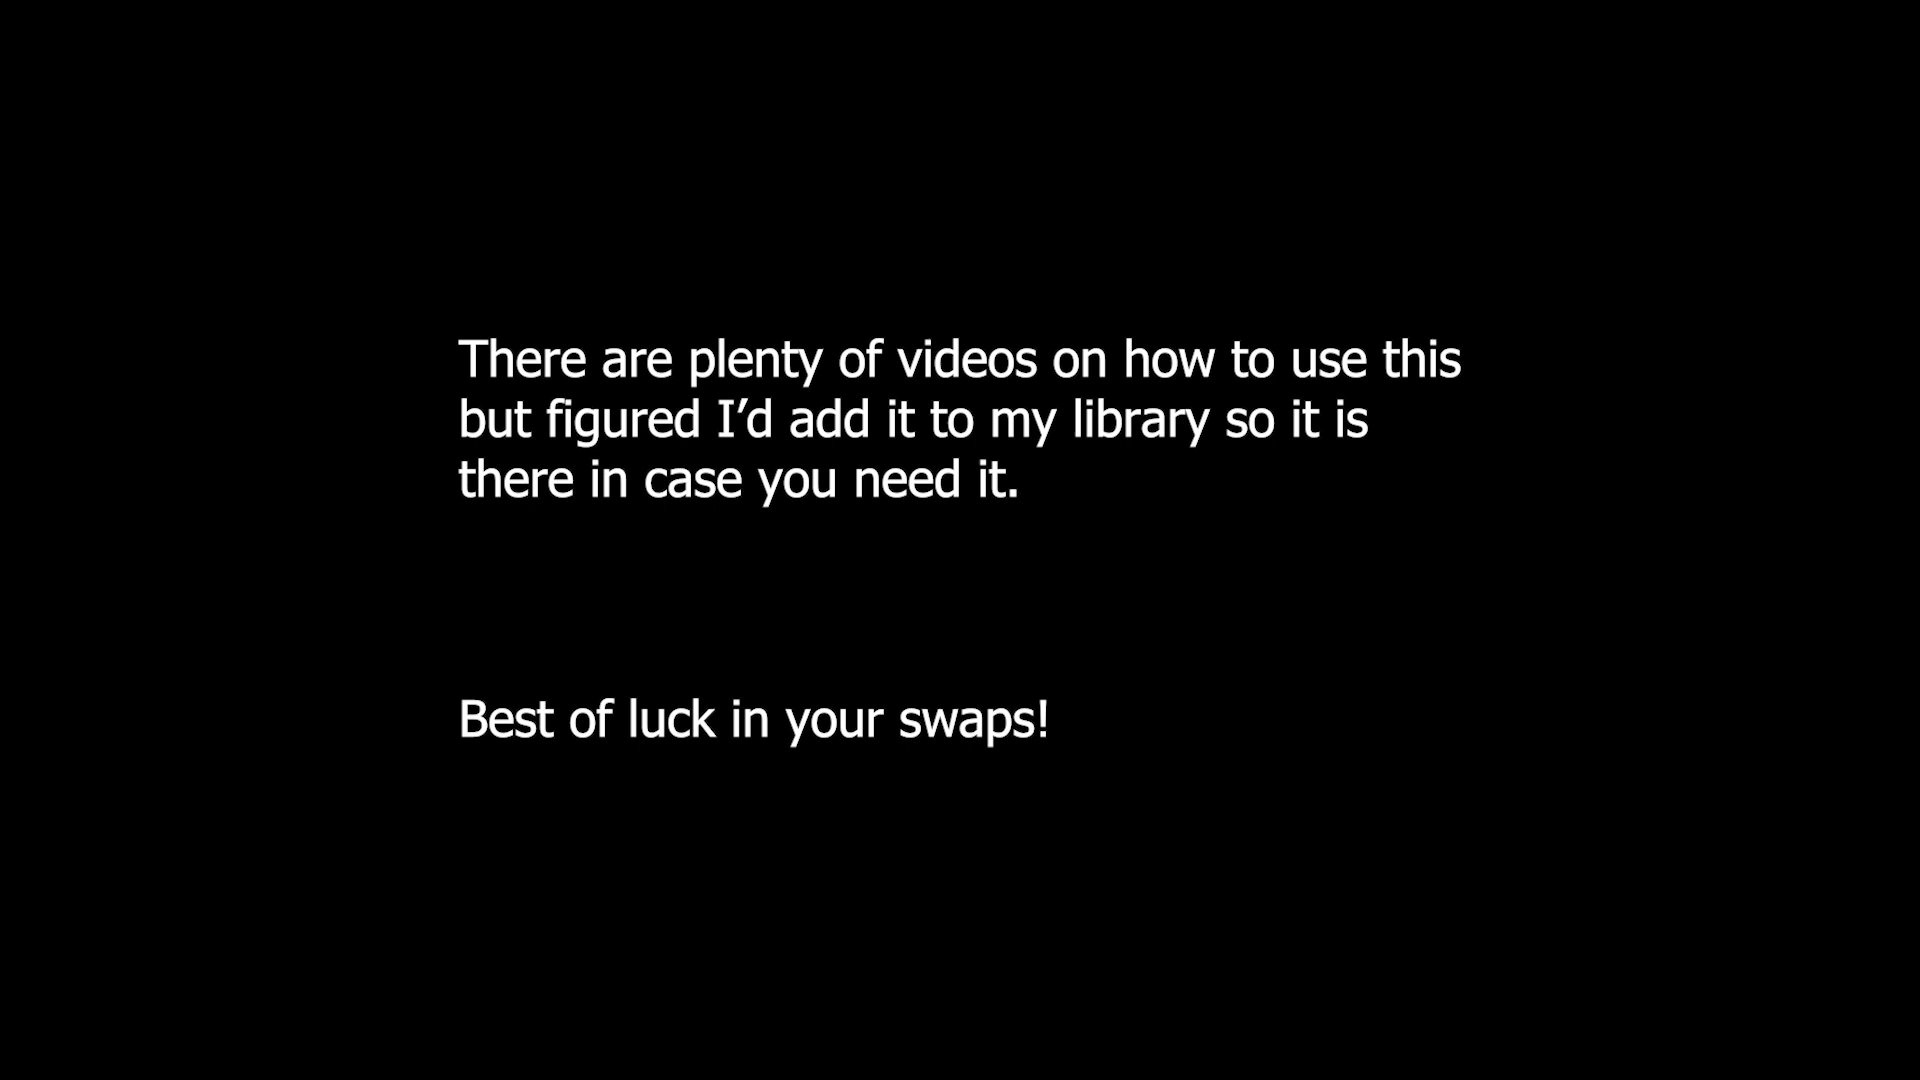 There are plenty of videos on how to use this
but figured I’d add it to my library so it is
there in case you need it.
Best of luck in your swaps!